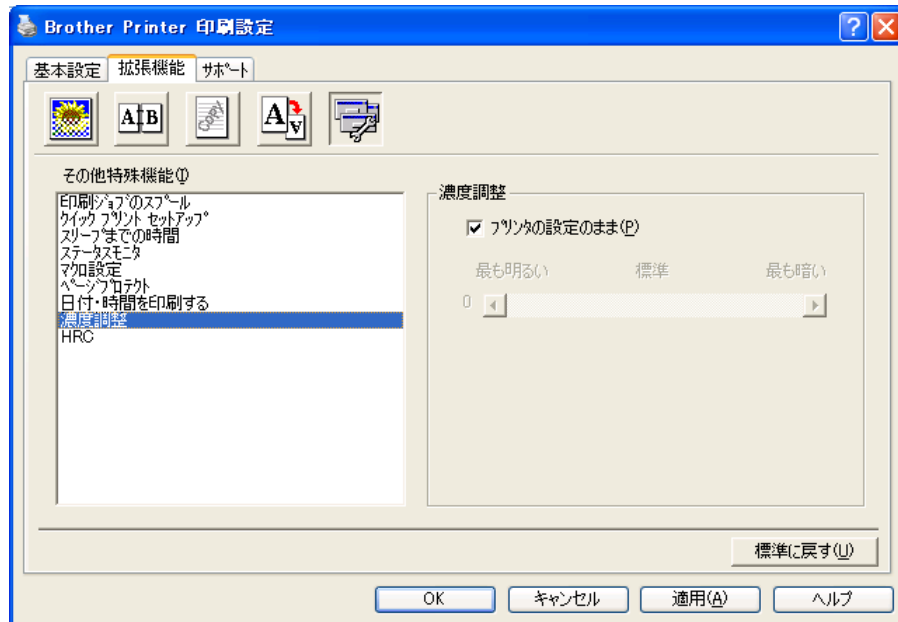 Brother Printer 印刷設定
基本設定 拡張機能 ｻﾎﾟｰﾄ
A B
A
その他特殊機能(I)
印刷ｼﾞｮﾌﾞのｽﾌﾟｰﾙ
ｸｲｯｸ ﾌﾟﾘﾝﾄ ｾｯﾄｱｯﾌﾟ
ｽﾘｰﾌﾟまでの時間
ｽﾃｰﾀｽﾓﾆﾀ
ﾏｸﾛ設定
ﾍﾟｰｼﾞﾌﾟﾛﾃｸﾄ
日付・時間を印刷する
濃度調整
HRC
濃度調整
ﾌﾟﾘﾝﾀの設定のまま(P)
最も明るい 標準 最も暗い
0
標準に戻す(U)
OK キャンセル 適用(A) ヘルプ